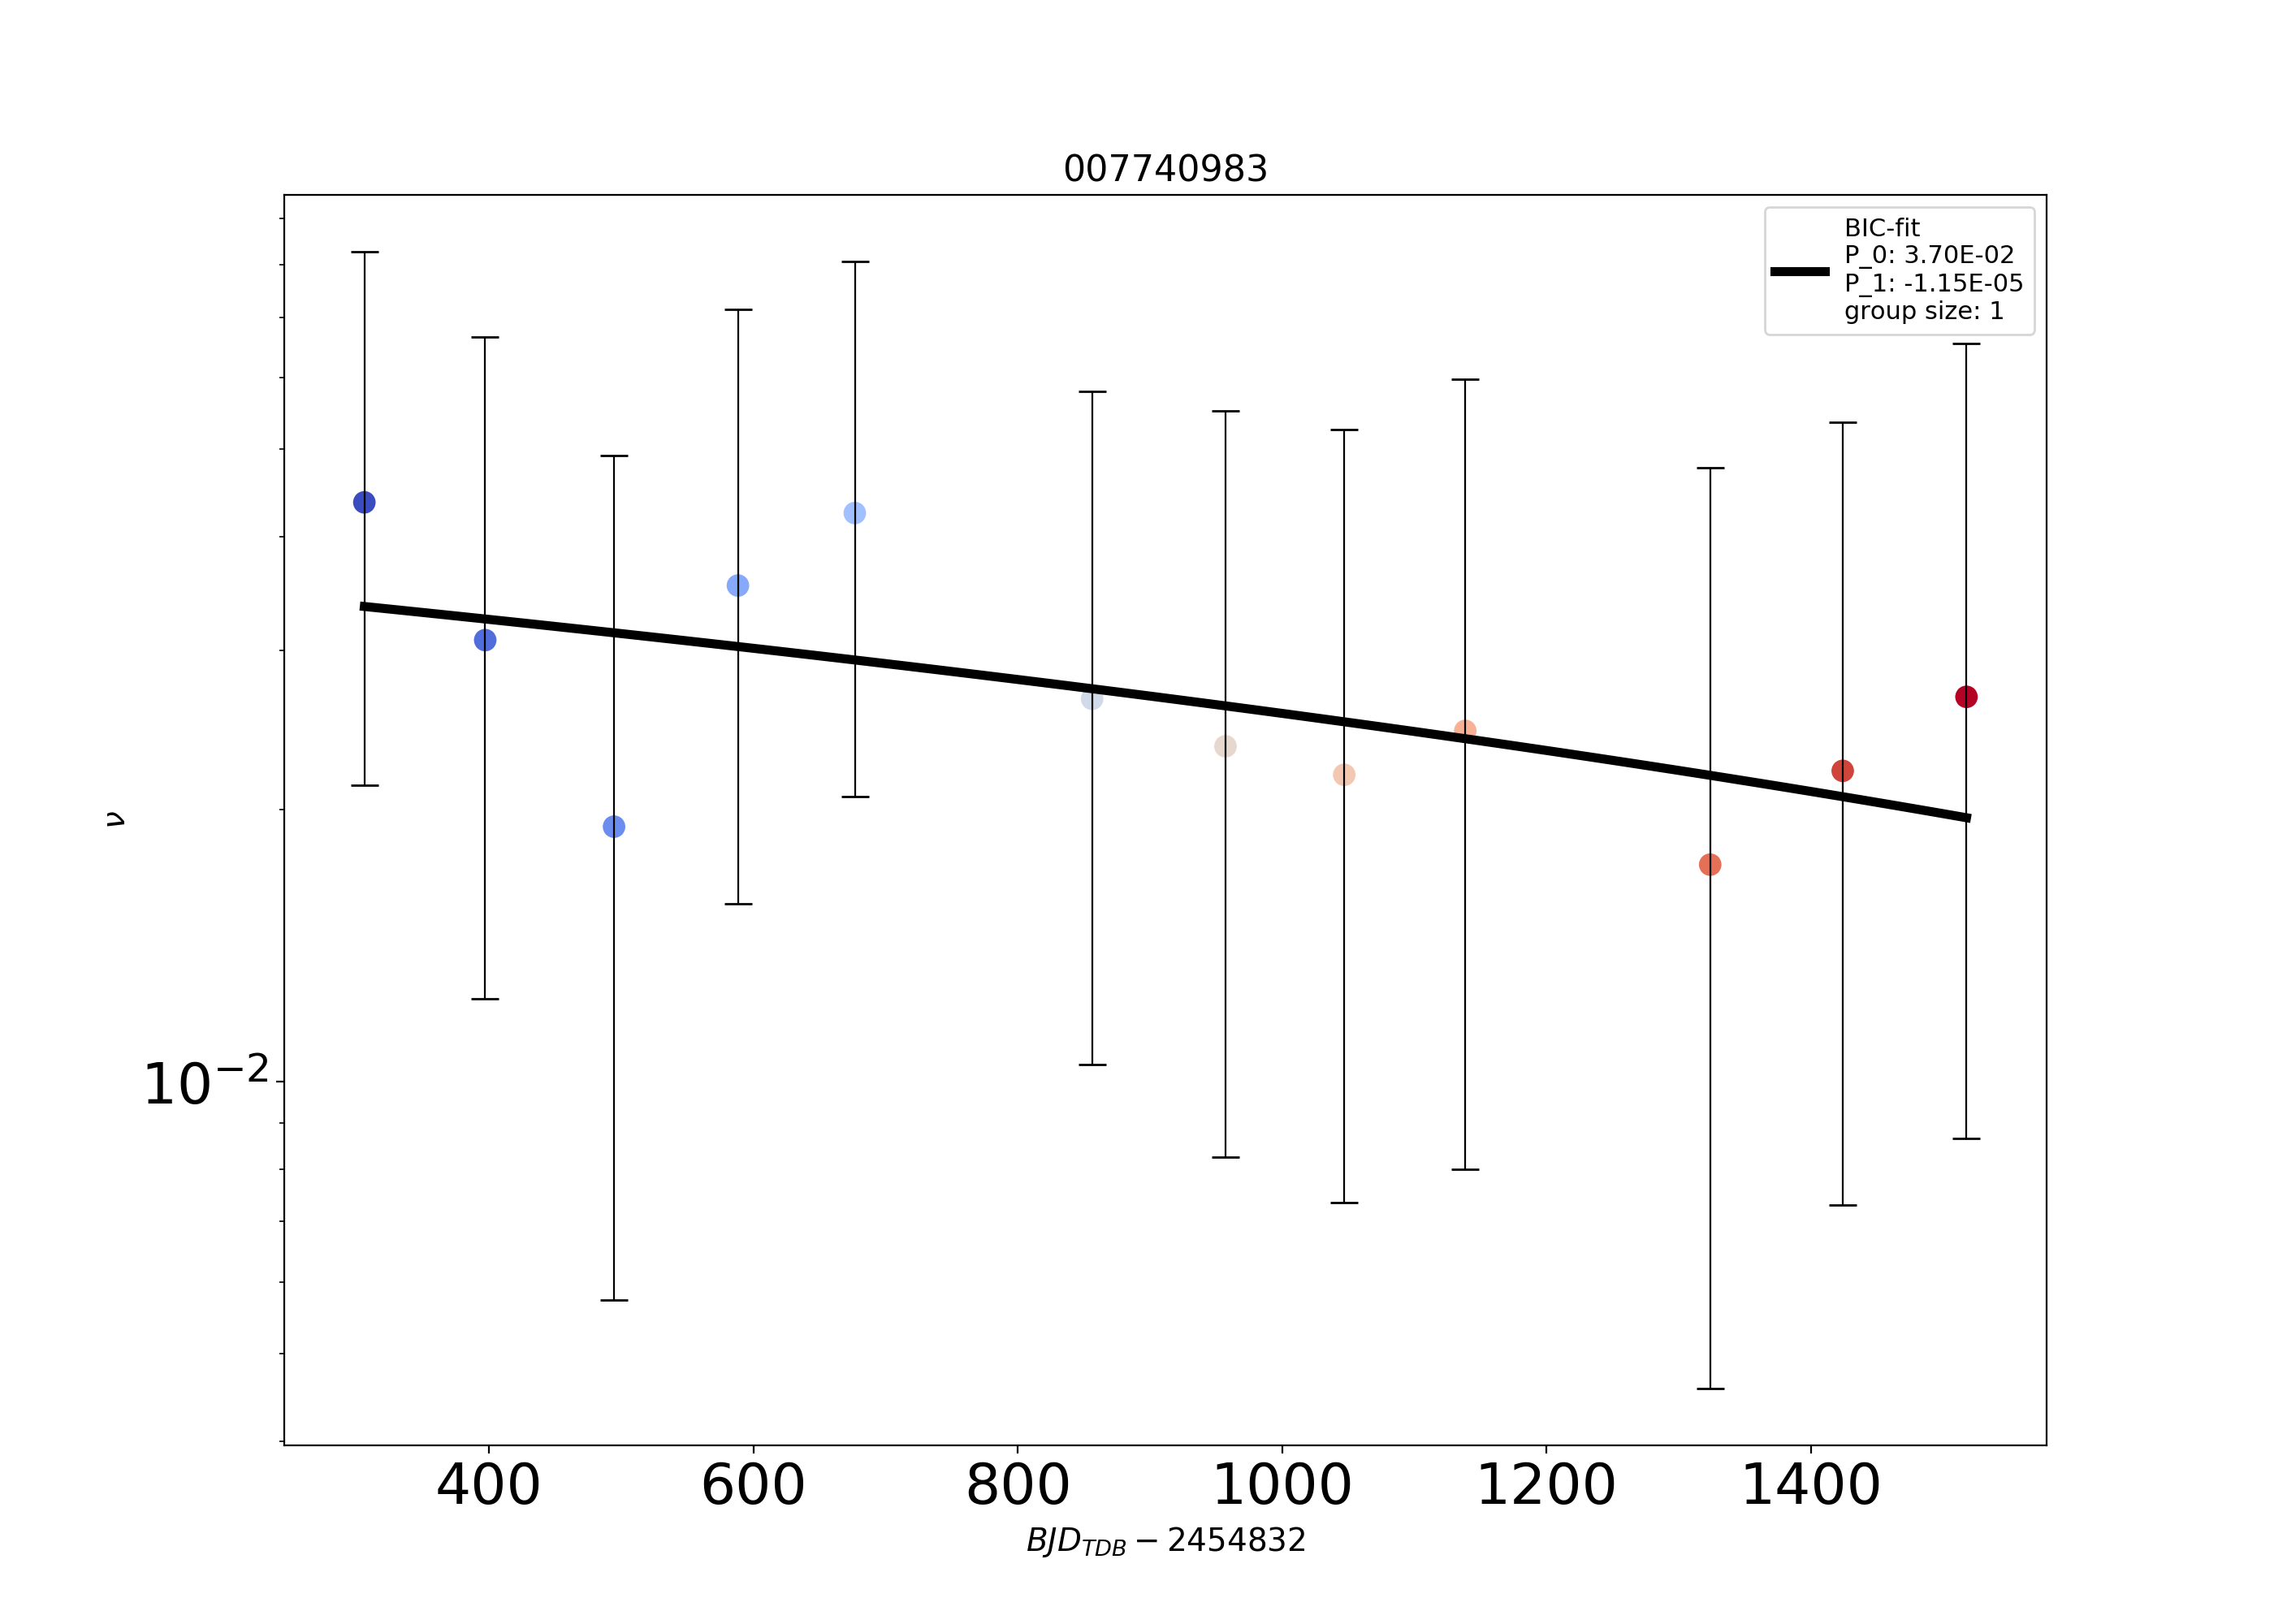 007740983
BIC-fit
P_0: 3.70E-02
P_1: -1.15E-05
group size: 1
ν
10⁻²
400 600 800 1000 1200 1400
BJD_TDB − 2454832